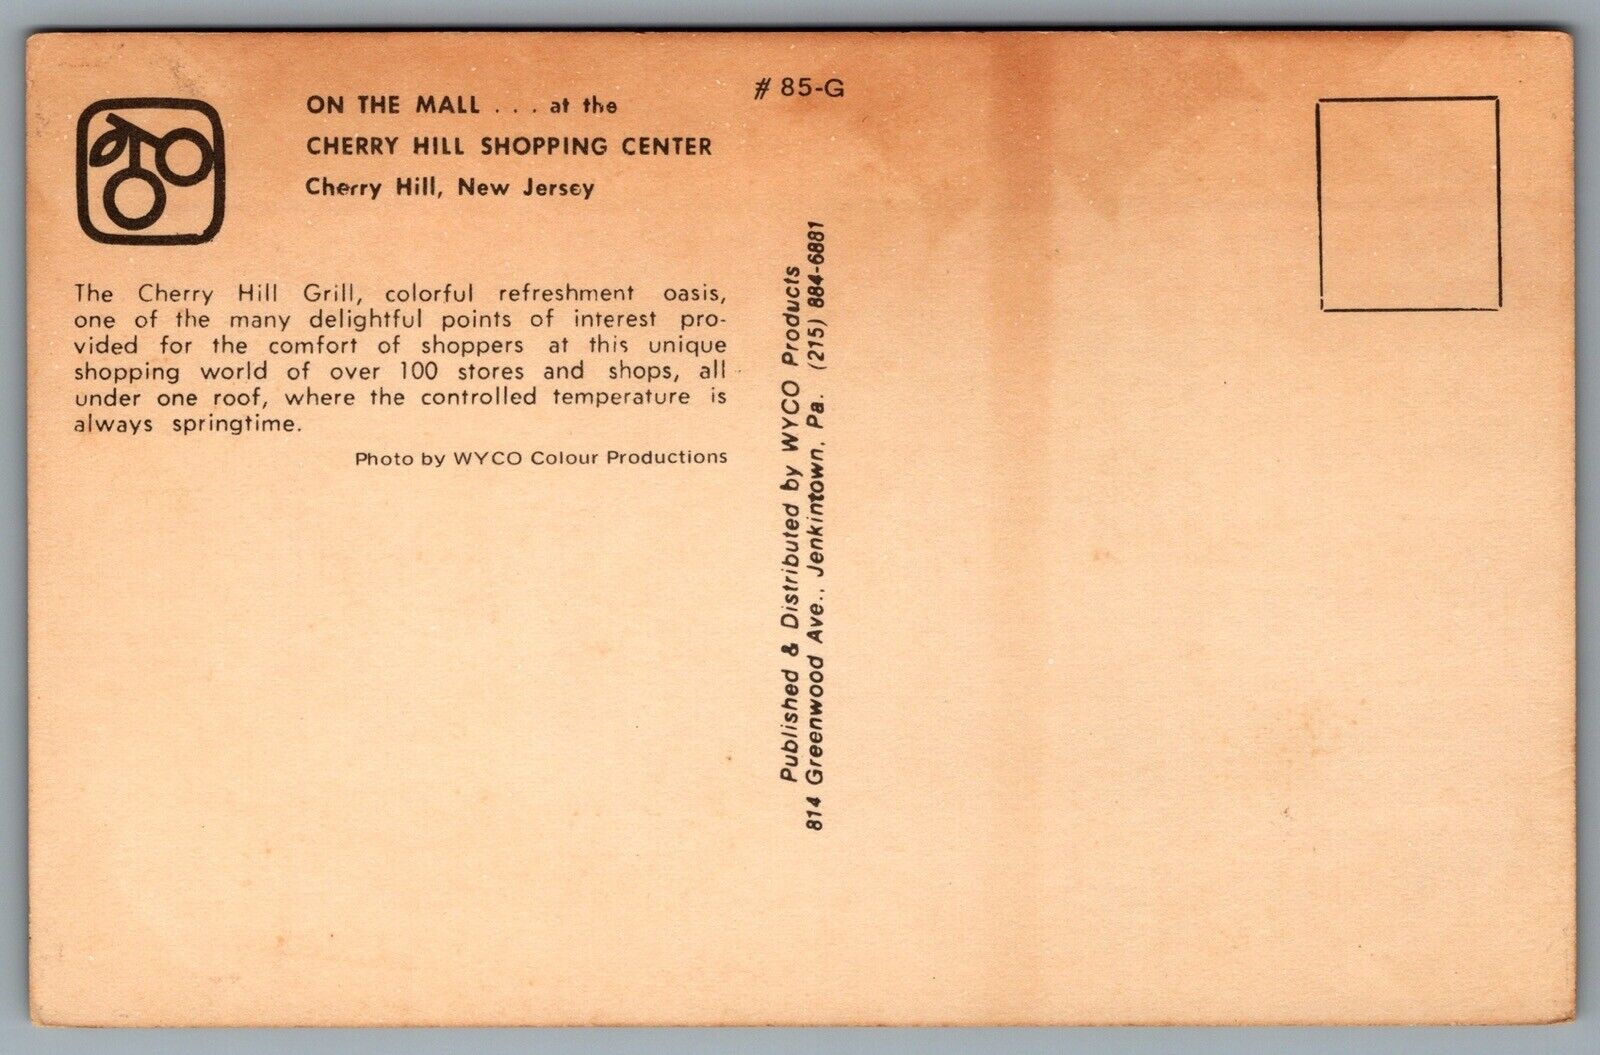 # 85-G
ON THE MALL . . . at the
CHERRY HILL SHOPPING CENTER
Cherry Hill, New Jersey
The Cherry Hill Grill, colorful refreshment oasis,
one of the many delightful points of interest pro-
vided for the comfort of shoppers at this unique
shopping world of over 100 stores and shops, all
under one roof, where the controlled temperature is
always springtime.
Photo by WYCO Colour Productions
Published & Distributed by WYCO Products
814 Greenwood Ave., Jenkintown, Pa. (215) 884-6881